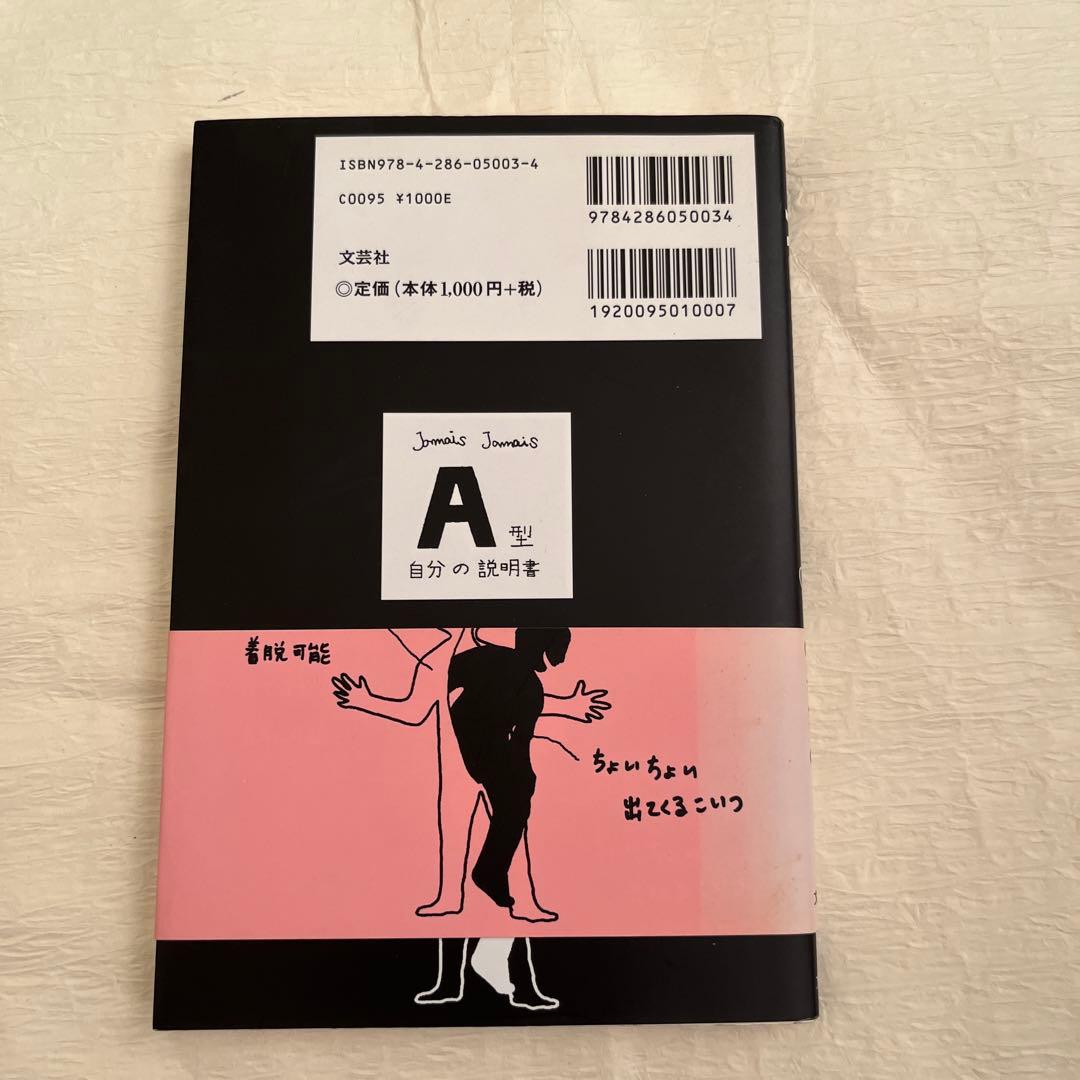 ISBN978-4-286-05003-4
C0095 ¥1000E
文芸社
◎定価(本体1,000円+税)
9784286050034
1920095010007
Jamais Jamais
A型
自分の説明書
着脱可能
ちょいちょい
出てくるこいつ